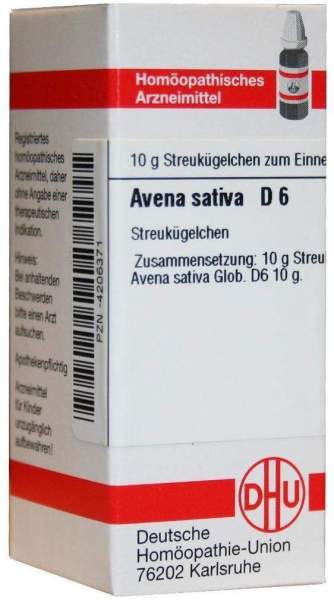 Homöopathisches
Arzneimittel
10 g Streukügelchen zum Einne
Avena sativa D 6
Streukügelchen
Zusammensetzung: 10 g Streu
Avena sativa Glob. D6 10 g.
DHU
Deutsche
Homöopathie-Union
76202 Karlsruhe
Registriertes
homöopathisches
Arzneimittel, daher
ohne Angabe einer
therapeutischen
Indikation.
Hinweis:
Bei anhaltenden
Beschwerden
bitte einen Arzt
aufsuchen.
Apothekenpflichtig
Arzneimittel
für Kinder
unzugänglich
aufbewahren!
PZN -4206371